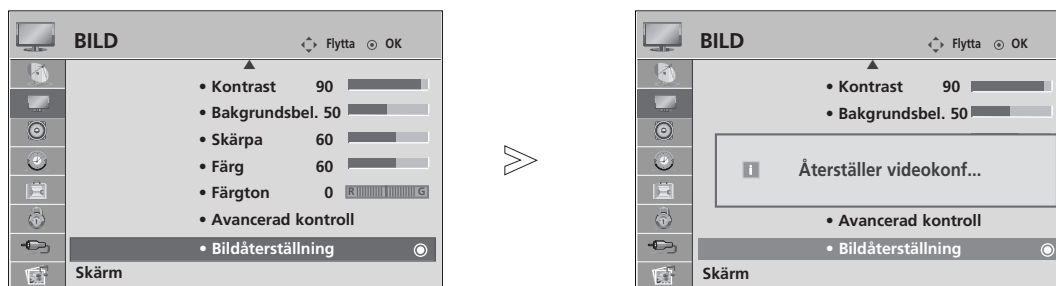 BILD Flytta OK
• Kontrast 90
• Bakgrundsbel. 50
• Skärpa 60
• Färg 60
• Färgton 0 R G
• Avancerad kontroll
• Bildåterställning
Skärm
BILD Flytta OK
• Kontrast 90
• Bakgrundsbel. 50
i Återställer videokonf...
• Avancerad kontroll
• Bildåterställning
Skärm